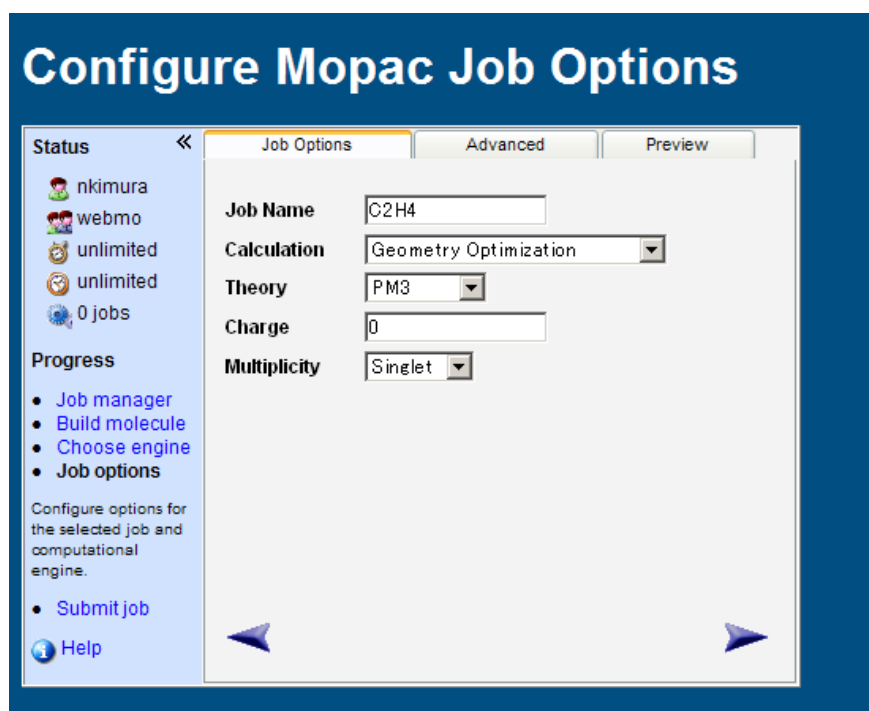 Configure Mopac Job Options
Status «
nkimura
webmo
unlimited
unlimited
0 jobs
Progress
Job manager
Build molecule
Choose engine
Job options
Configure options for
the selected job and
computational
engine.
Submit job
Help
Job Options Advanced Preview
Job Name C2H4
Calculation Geometry Optimization
Theory PM3
Charge 0
Multiplicity Singlet